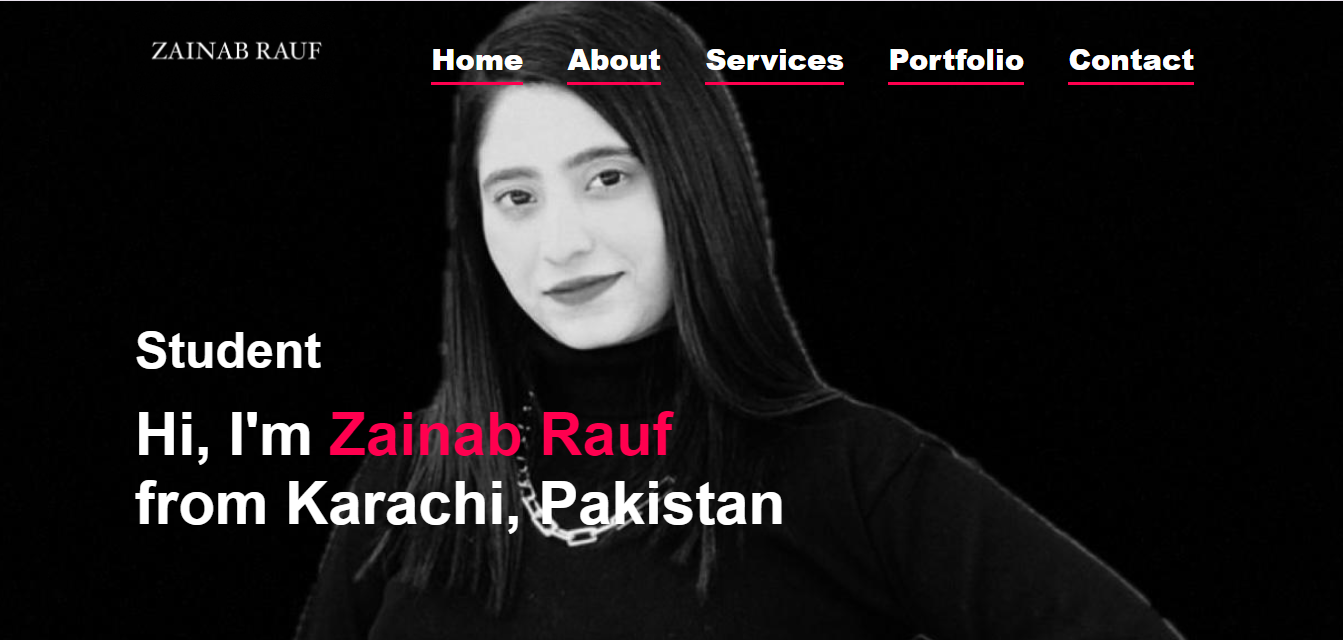 ZAINAB RAUF
Home About Services Portfolio Contact
Student
Hi, I'm Zainab Rauf
from Karachi, Pakistan